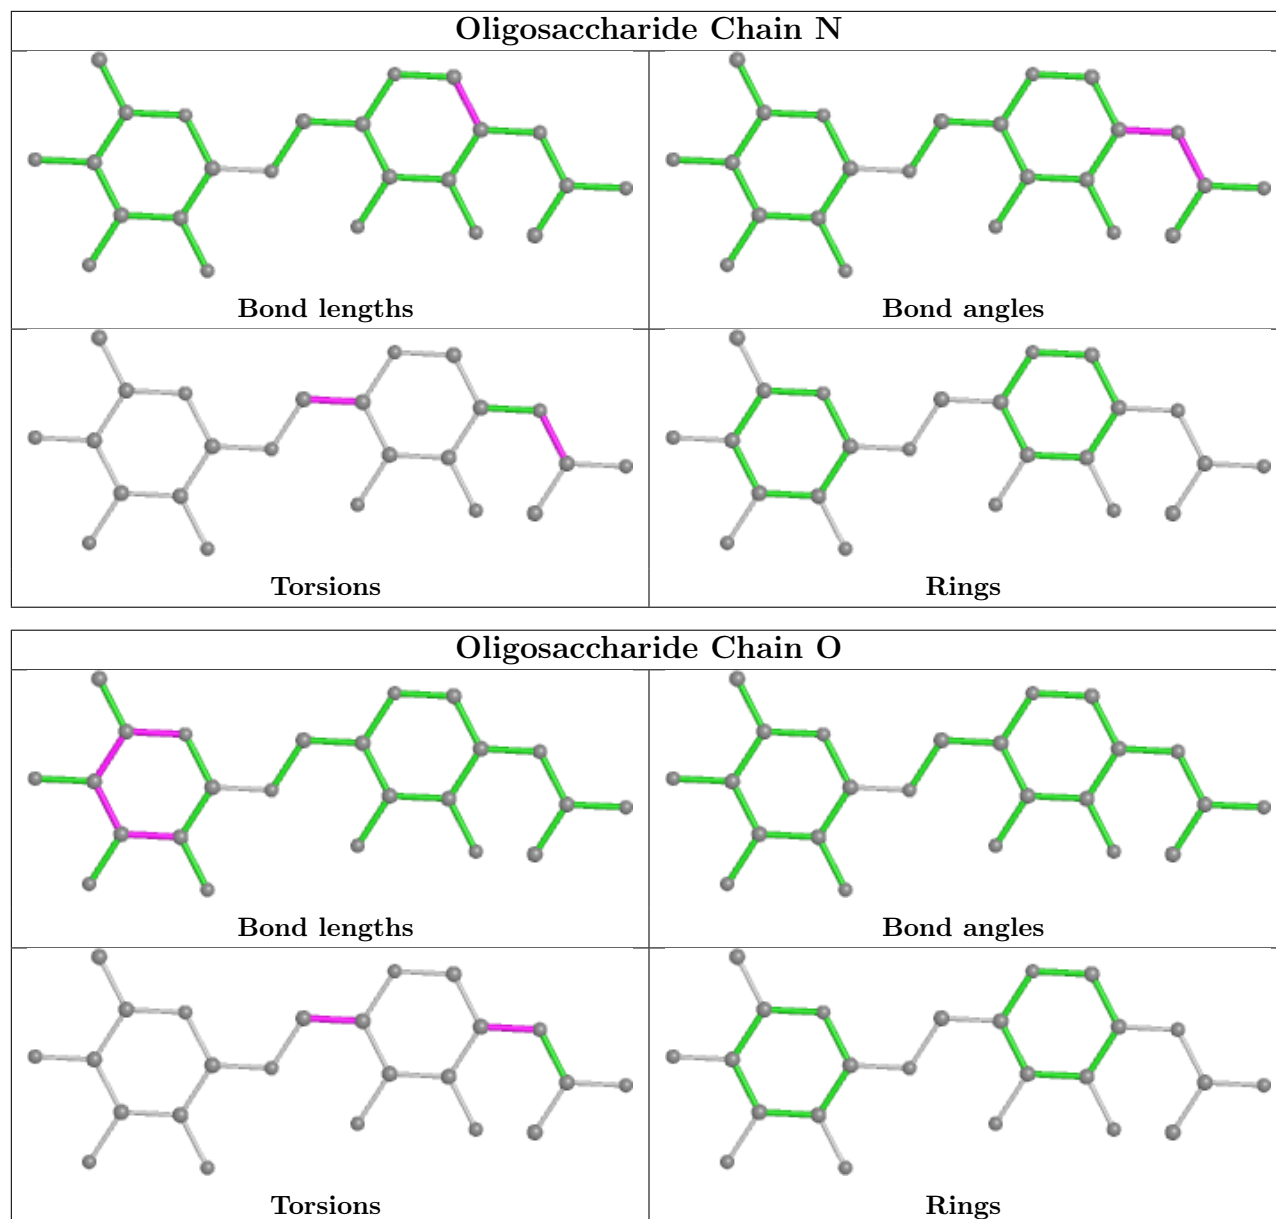 Oligosaccharide Chain N
Bond lengths
Bond angles
Torsions
Rings
Oligosaccharide Chain O
Bond lengths
Bond angles
Torsions
Rings